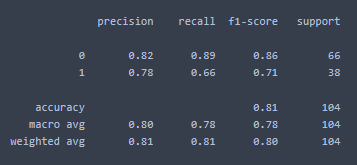 precision recall f1-score support
0 0.82 0.89 0.86 66
1 0.78 0.66 0.71 38
accuracy 0.81 104
macro avg 0.80 0.78 0.78 104
weighted avg 0.81 0.81 0.80 104